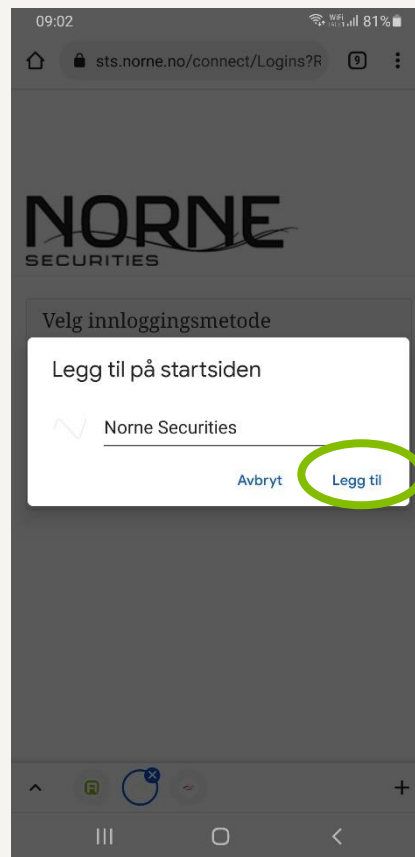 09:02 WiFi 81%
sts.norne.no/connect/Logins?R 9
NORNE
SECURITIES
Velg innloggingsmetode
Legg til på startsiden
Norne Securities
Avbryt Legg til